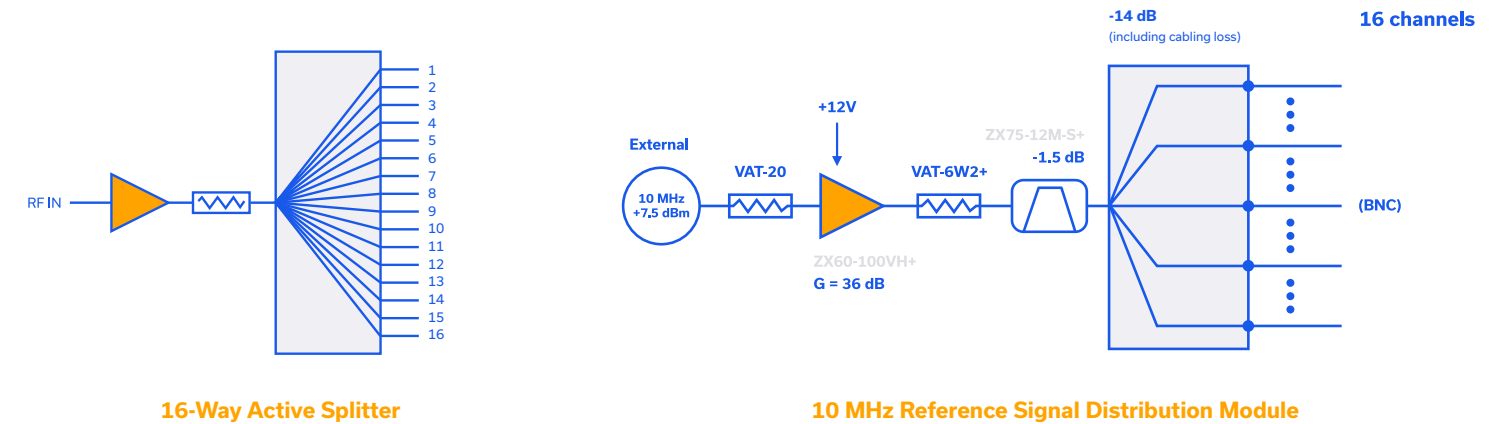 RF IN
1
2
3
4
5
6
7
8
9
10
11
12
13
14
15
16
16-Way Active Splitter
External
10 MHz
+7.5 dBm
VAT-20
+12V
ZX60-100VH+
G = 36 dB
VAT-6W2+
ZX75-12M-S+
-1.5 dB
-14 dB
(including cabling loss)
16 channels
(BNC)
10 MHz Reference Signal Distribution Module